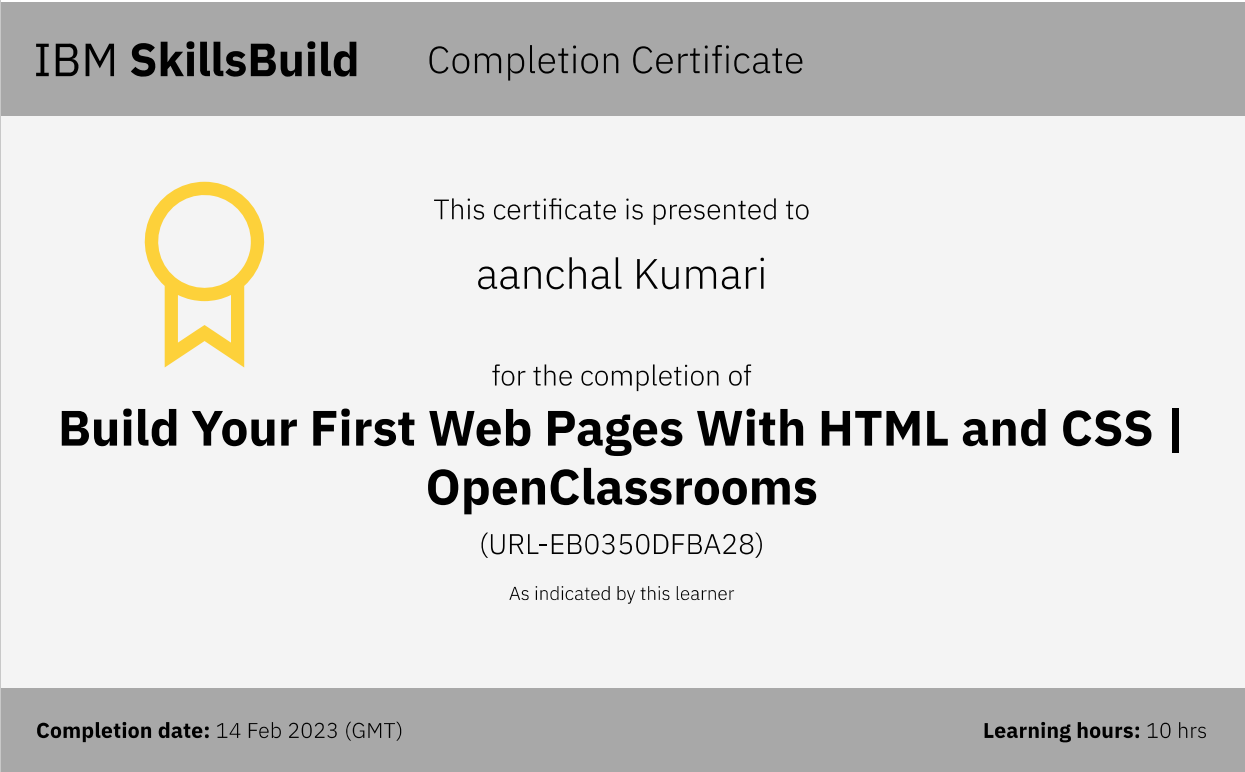 IBM SkillsBuild Completion Certificate
This certificate is presented to
aanchal Kumari
for the completion of
Build Your First Web Pages With HTML and CSS |
OpenClassrooms
(URL-EB0350DFBA28)
As indicated by this learner
Completion date: 14 Feb 2023 (GMT)
Learning hours: 10 hrs